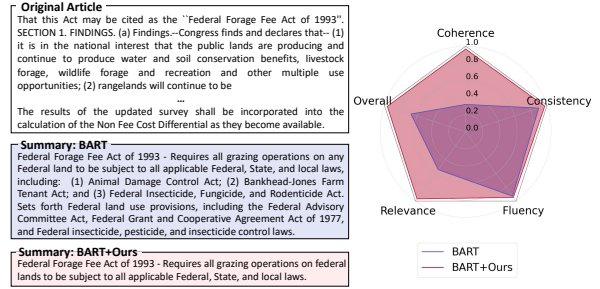 Original Article
That this Act may be cited as the ``Federal Forage Fee Act of 1993''.
SECTION 1. FINDINGS. (a) Findings.--Congress finds and declares that-- (1)
it is in the national interest that the public lands are producing and
continue to produce water and soil conservation benefits, livestock
forage, wildlife forage and recreation and other multiple use
opportunities; (2) rangelands will continue to be
...
The results of the updated survey shall be incorporated into the
calculation of the Non Fee Cost Differential as they become available.
Summary: BART
Federal Forage Fee Act of 1993 - Requires all grazing operations on any
Federal land to be subject to all applicable Federal, State, and local laws,
including: (1) Animal Damage Control Act; (2) Bankhead-Jones Farm
Tenant Act; and (3) Federal Insecticide, Fungicide, and Rodenticide Act.
Sets forth Federal land use provisions, including the Federal Advisory
Committee Act, Federal Grant and Cooperative Agreement Act of 1977,
and Federal insecticide, pesticide, and insecticide control laws.
Summary: BART+Ours
Federal Forage Fee Act of 1993 - Requires all grazing operations on federal
lands to be subject to all applicable Federal, State, and local laws.
Coherence
1.0
0.8
0.6
0.4
0.2
0.0
Overall
Consistency
Relevance
Fluency
BART
BART+Ours